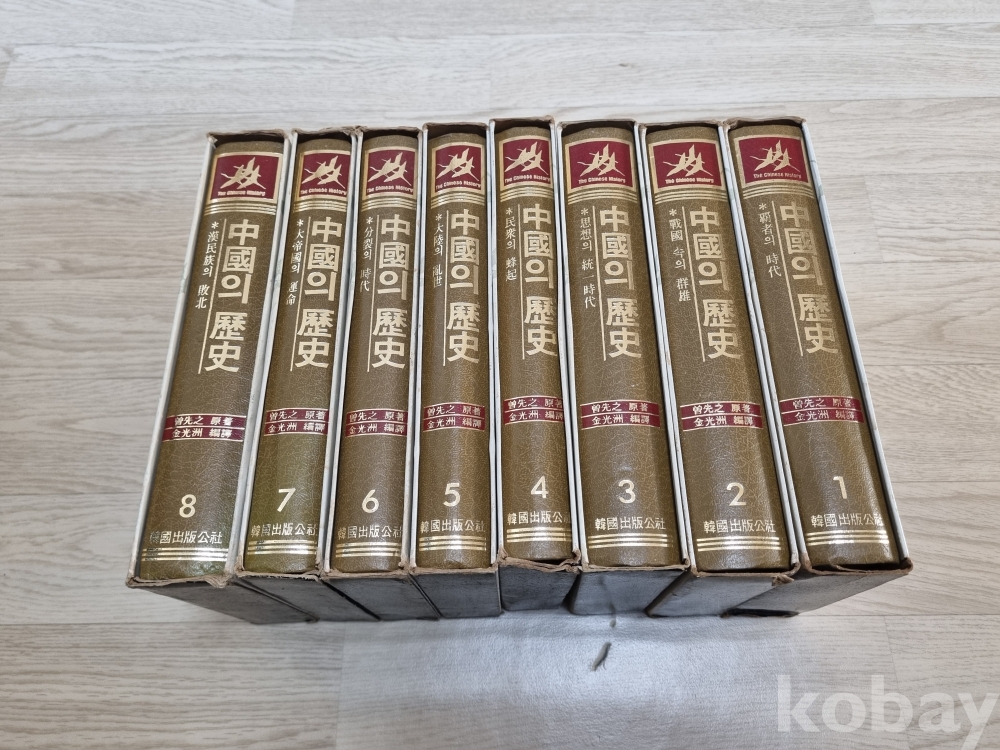 The Chinese History
中國의 歷史
*漢民族의 敗北
曾先之 原著
金光洲 編譯
8
韓國出版公社
The Chinese History
中國의 歷史
*大帝國의 運命
曾先之 原著
金光洲 編譯
7
韓國出版公社
The Chinese History
中國의 歷史
*分裂의 時代
曾先之 原著
金光洲 編譯
6
韓國出版公社
The Chinese History
中國의 歷史
*大陸의 亂世
曾先之 原著
金光洲 編譯
5
韓國出版公社
The Chinese History
中國의 歷史
*民衆의 蜂起
曾先之 原著
金光洲 編譯
4
韓國出版公社
The Chinese History
中國의 歷史
*思想의 統一時代
曾先之 原著
金光洲 編譯
3
韓國出版公社
The Chinese History
中國의 歷史
*戰國 속의 群雄
曾先之 原著
金光洲 編譯
2
韓國出版公社
The Chinese History
中國의 歷史
*覇者의 時代
曾先之 原著
金光洲 編譯
1
韓國出版公社
kobay